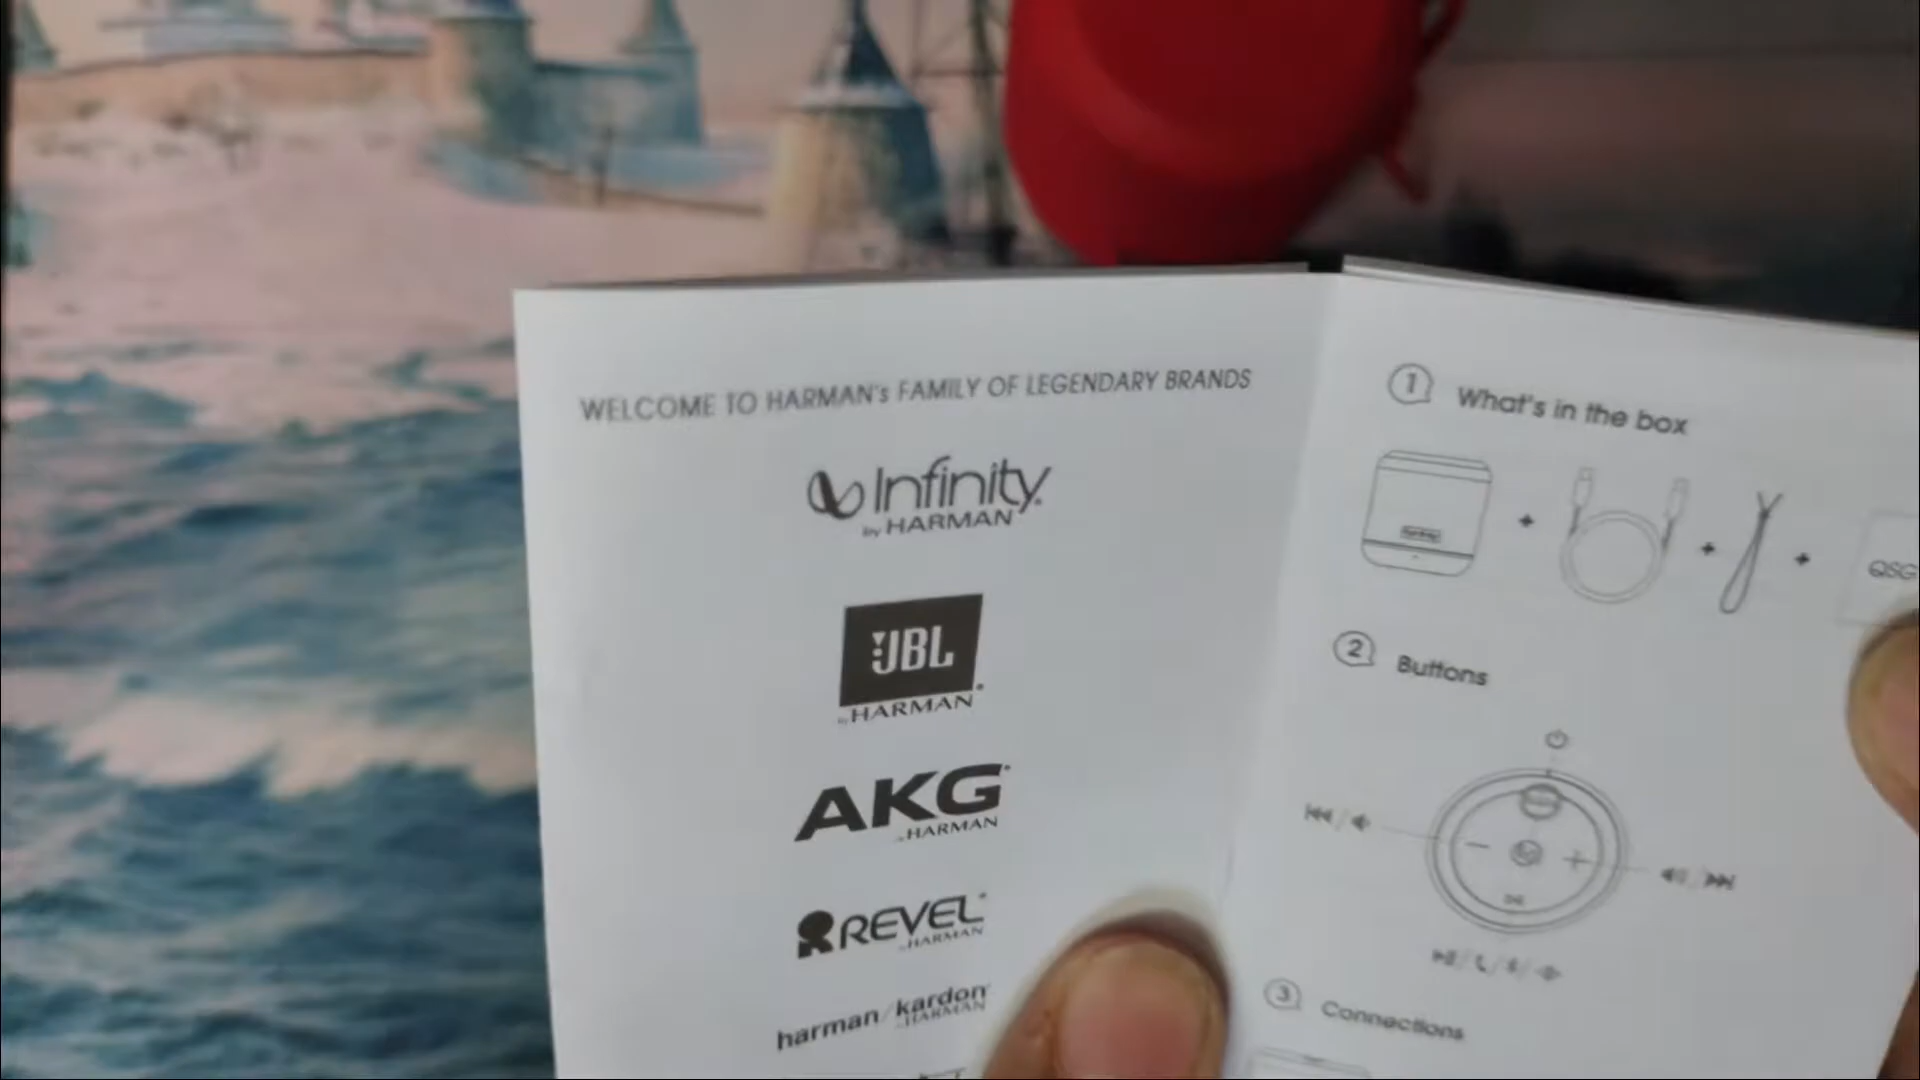 WELCOME TO HARMAN's FAMILY OF LEGENDARY BRANDS
Infinity
by HARMAN
JBL
by HARMAN
AKG
by HARMAN
REVEL
by HARMAN
harman/kardon
by HARMAN
1 What's in the box
+ + +
QSG
2 Buttons
- +
3 Connections